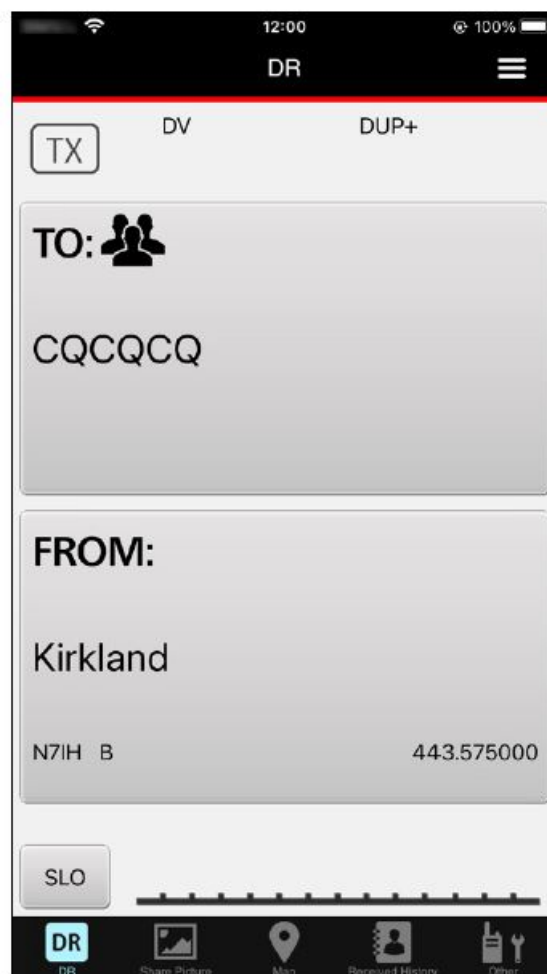 12:00 100%
DR
TX DV DUP+
TO:
CQCQCQ
FROM:
Kirkland
N7IH B 443.575000
SLO
DR
DR Share Picture Map Received History Other